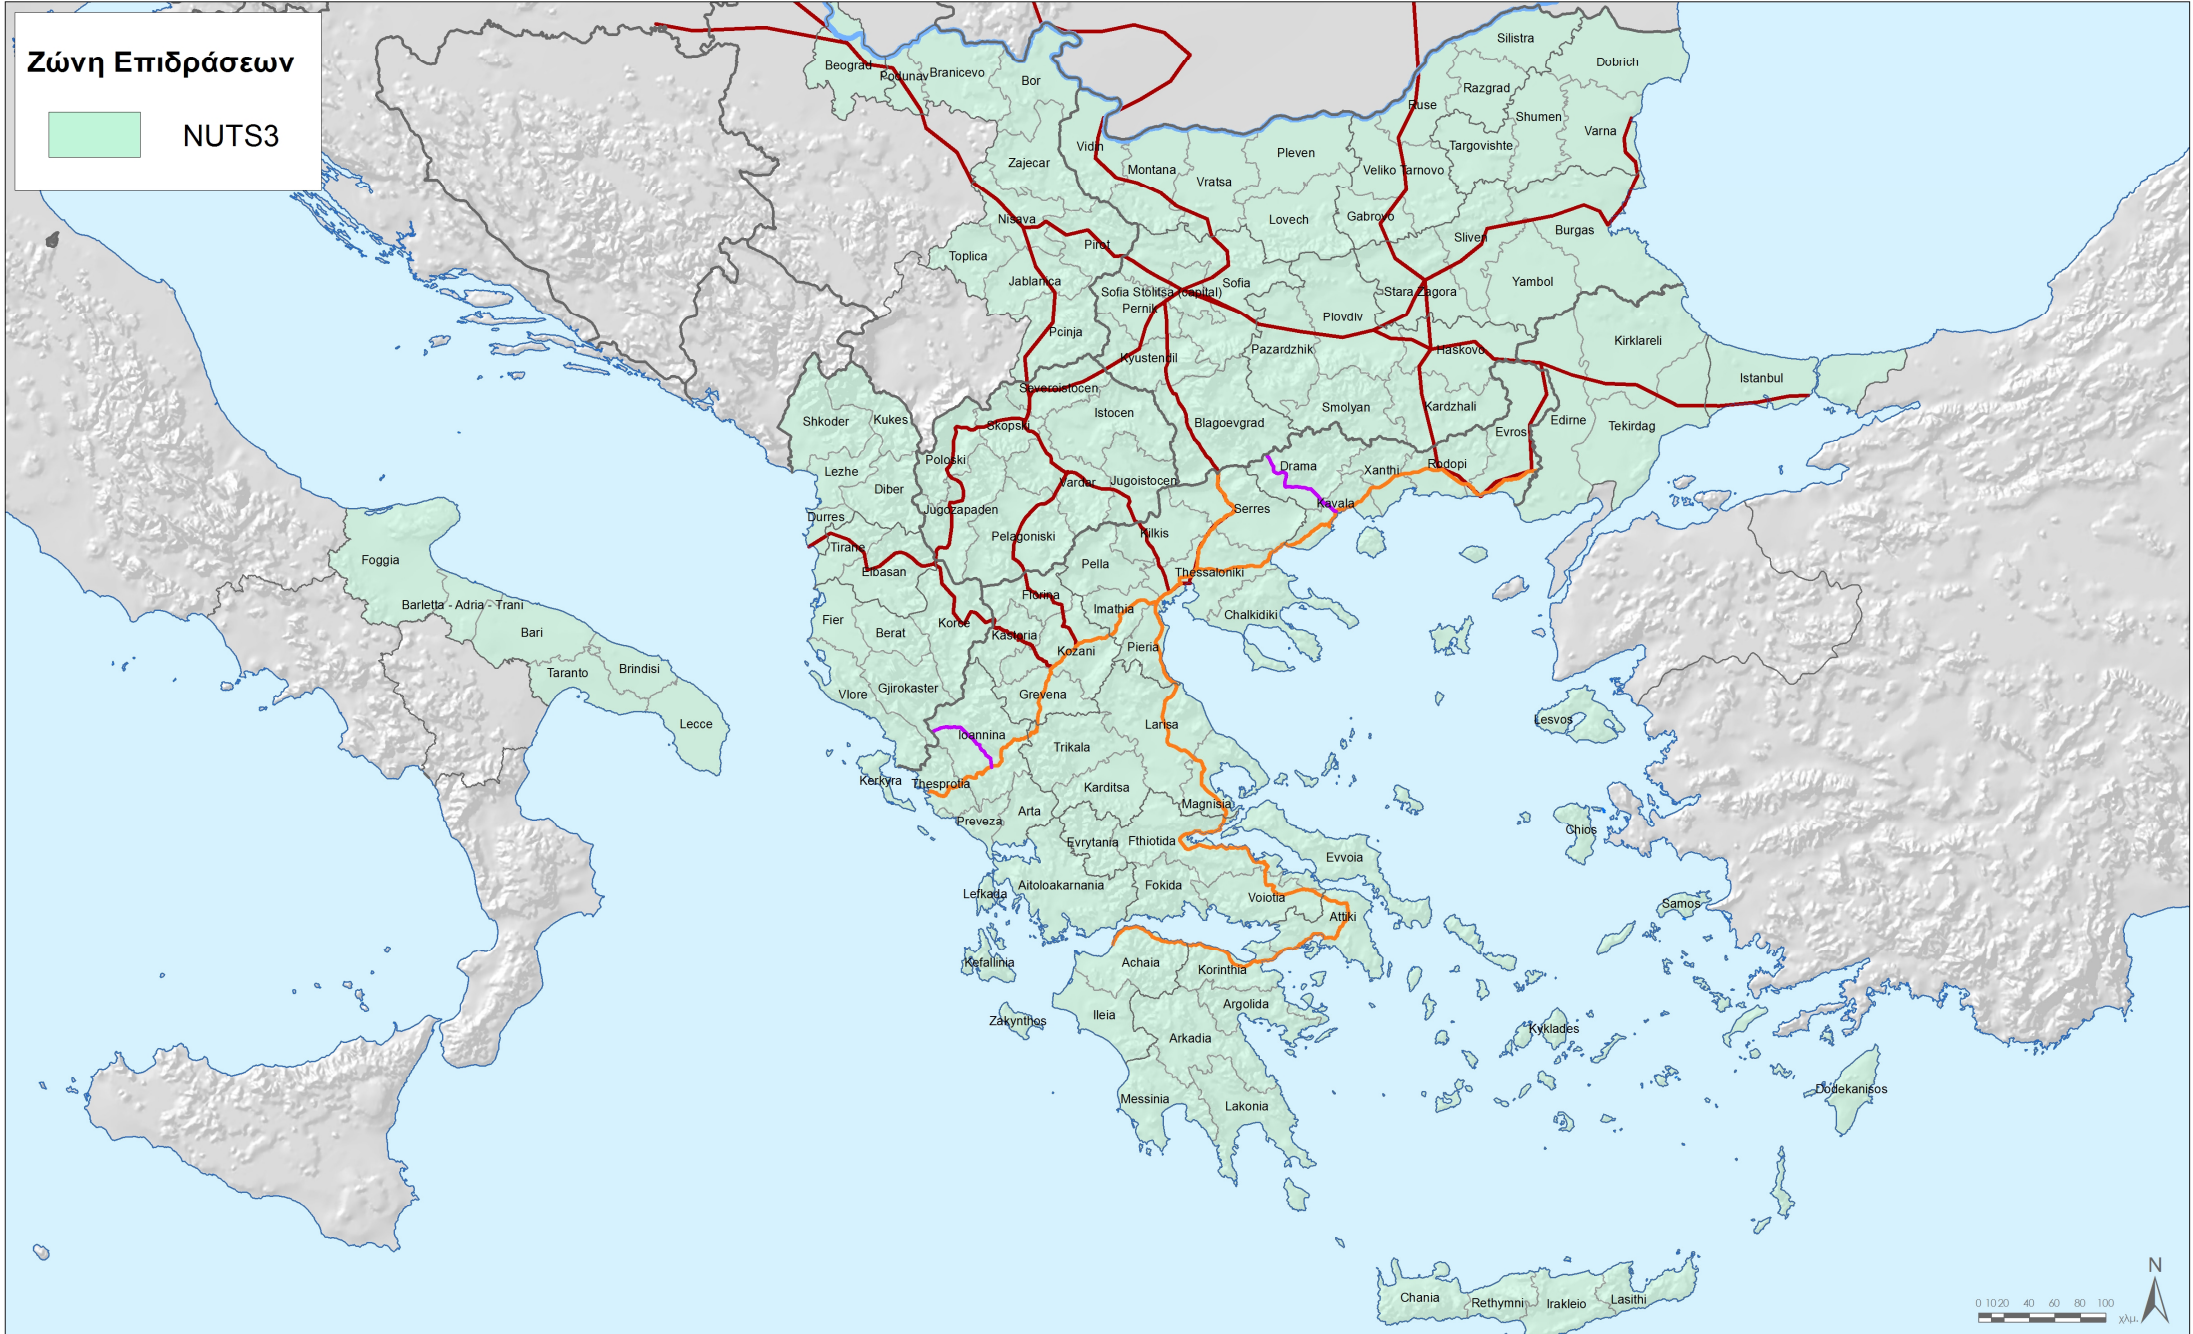 Ζώνη Επιδράσεων
NUTS3
Silistra
Dobrich
Beograd
Podunav
Branicevo
Bor
Razgrad
Ruse
Shumen
Varna
Vidin
Targovishte
Pleven
Zajecar
Montana
Veliko Tarnovo
Vratsa
Nisava
Lovech
Gabrovo
Burgas
Sliven
Pirot
Toplica
Jablanica
Sofia
Yambol
Sofia Stolitsa (capital)
Stara Zagora
Pernik
Plovdiv
Pcinja
Kirklareli
Pazardzhik
Haskovo
Kyustendil
Istanbul
Severoistocen
Kardzhali
Smolyan
Istocen
Shkoder
Kukes
Blagoevgrad
Edirne
Skopski
Tekirdag
Evros
Poloski
Rodopi
Drama
Xanthi
Lezhe
Vardar
Jugoistocen
Diber
Kavala
Serres
Jugozapaden
Durres
Kilkis
Pelagoniski
Tirane
Foggia
Pella
Elbasan
Thessaloniki
Florina
Barletta - Adria - Trani
Imathia
Chalkidiki
Fier
Korce
Berat
Bari
Kastoria
Pieria
Kozani
Brindisi
Taranto
Gjirokaster
Vlore
Grevena
Lecce
Larisa
Lesvos
Ioannina
Trikala
Kerkyra
Thesprotia
Karditsa
Magnisia
Arta
Preveza
Chios
Evrytania
Fthiotida
Evvoia
Aitoloakarnania
Fokida
Lefkada
Voiotia
Samos
Attiki
Kefallinia
Achaia
Korinthia
Argolida
Ileia
Zakynthos
Kyklades
Arkadia
Dodekanisos
Messinia
Lakonia
N
Chania
Rethymni
Irakleio
Lasithi
0 10 20 40 60 80 100
χλμ.